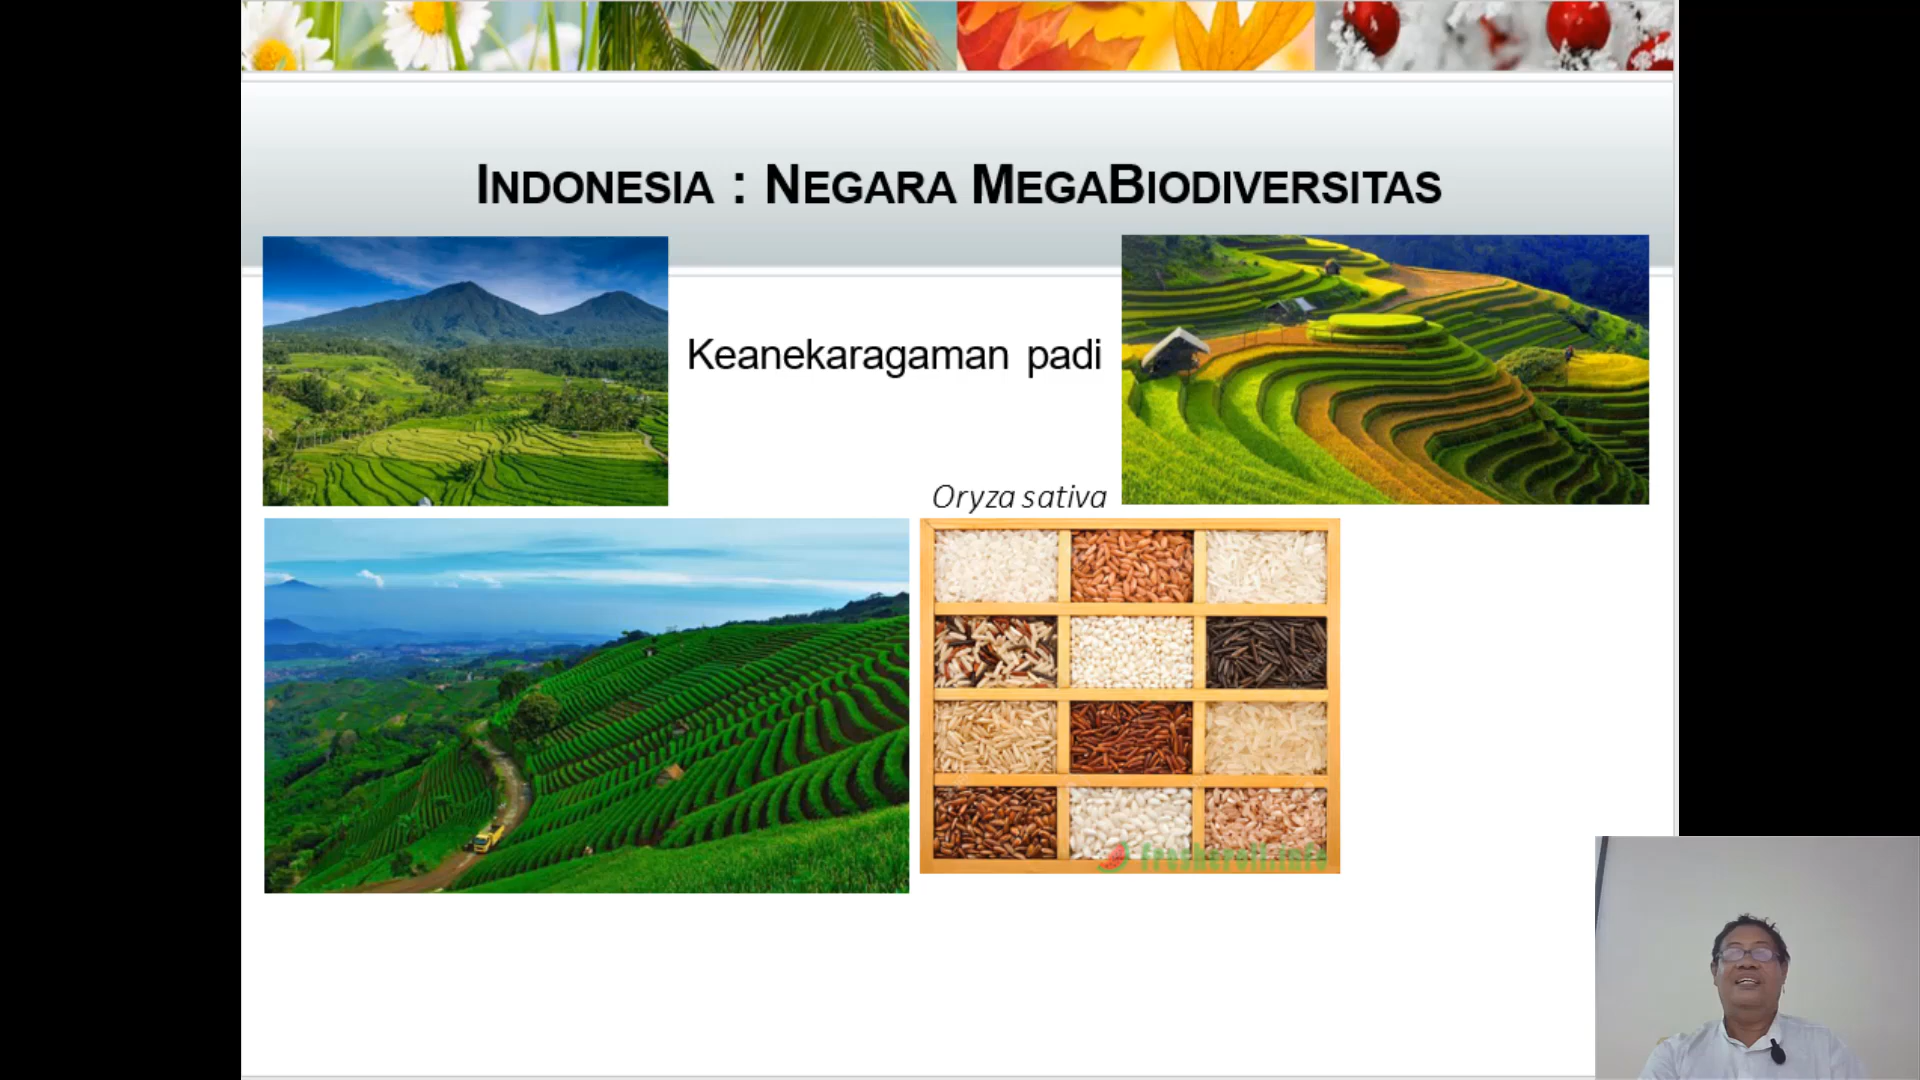 INDONESIA : NEGARA MEGABIODIVERSITAS
Keanekaragaman padi
Oryza sativa